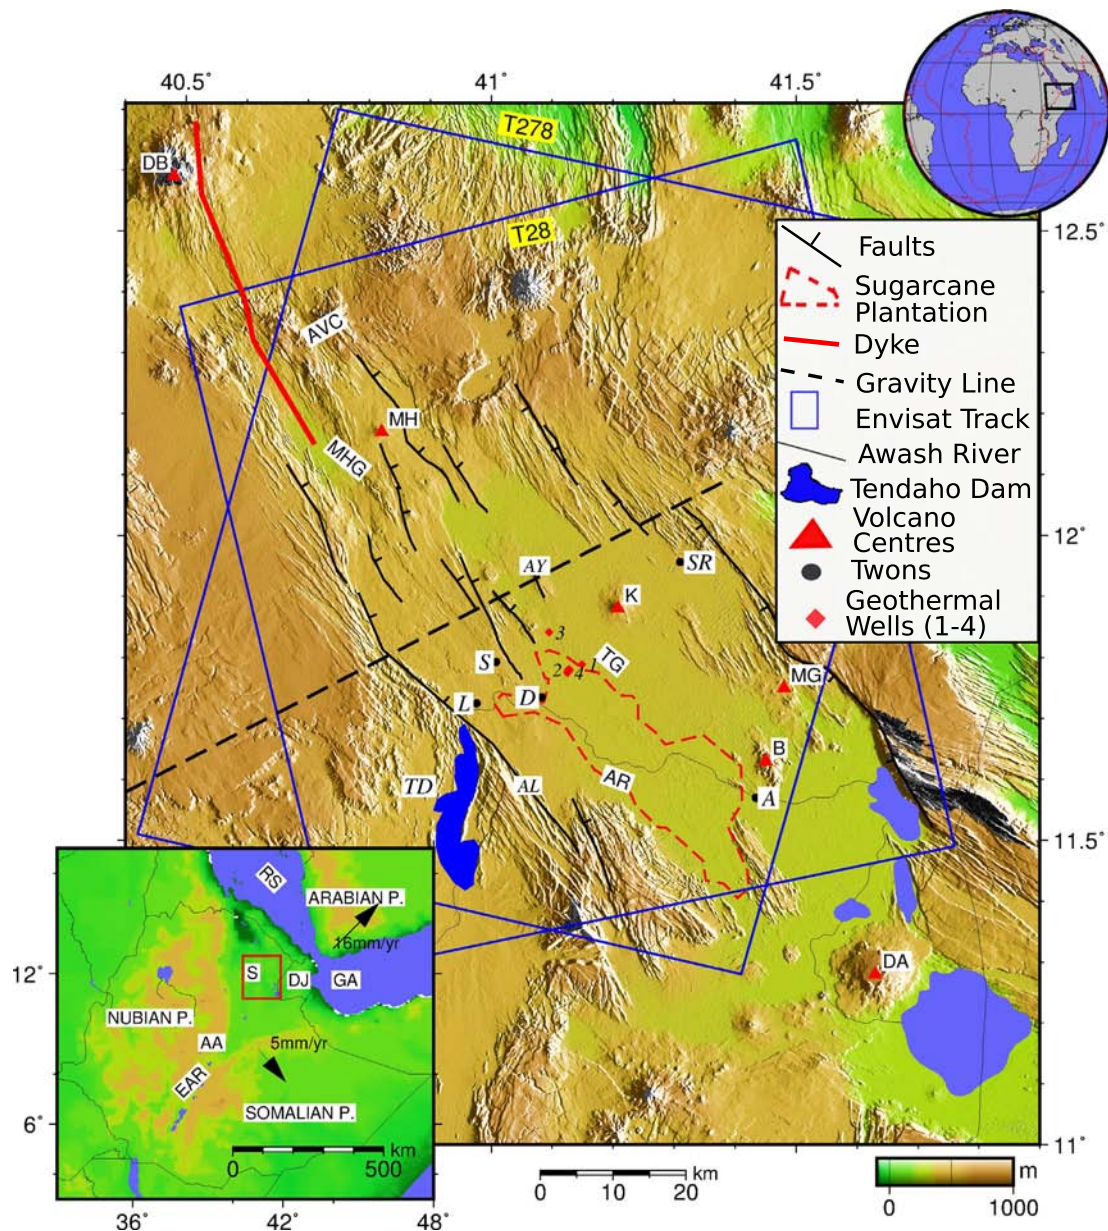 40.5°
41°
41.5°
T278
DB
T28
12.5°
Faults
Sugarcane
Plantation
Dyke
Gravity Line
Envisat Track
Awash River
Tendaho Dam
Volcano
Centres
Twons
Geothermal
Wells (1-4)
AVC
MH
MHG
12°
SR
AY
K
3
S
TG
1
2
4
MG
L
D
B
TD
AL
AR
A
11.5°
DA
11°
RS
ARABIAN P.
16mm/yr
12°
S
DJ
GA
NUBIAN P.
AA
5mm/yr
EAR
SOMALIAN P.
6°
km
0
500
36°
42°
48°
km
0
10
20
m
0
1000